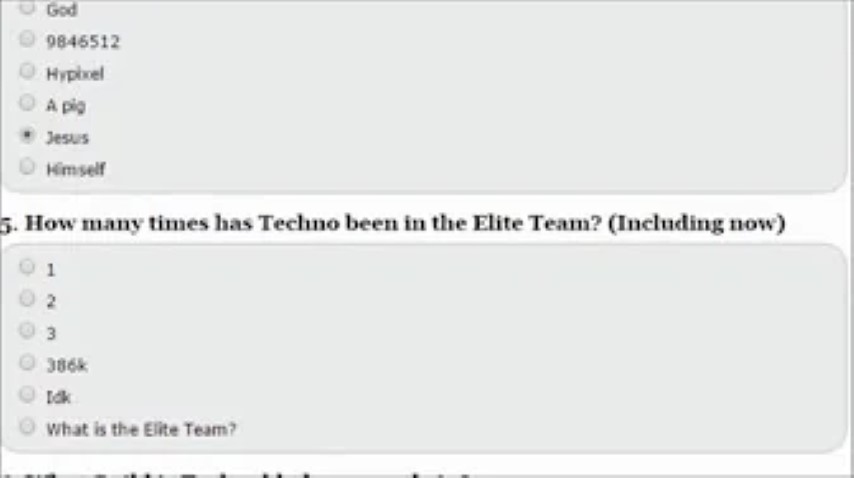 God
9846512
Hypixel
A pig
Jesus
Himself
5. How many times has Techno been in the Elite Team? (Including now)
1
2
3
386k
Idk
What is the Elite Team?